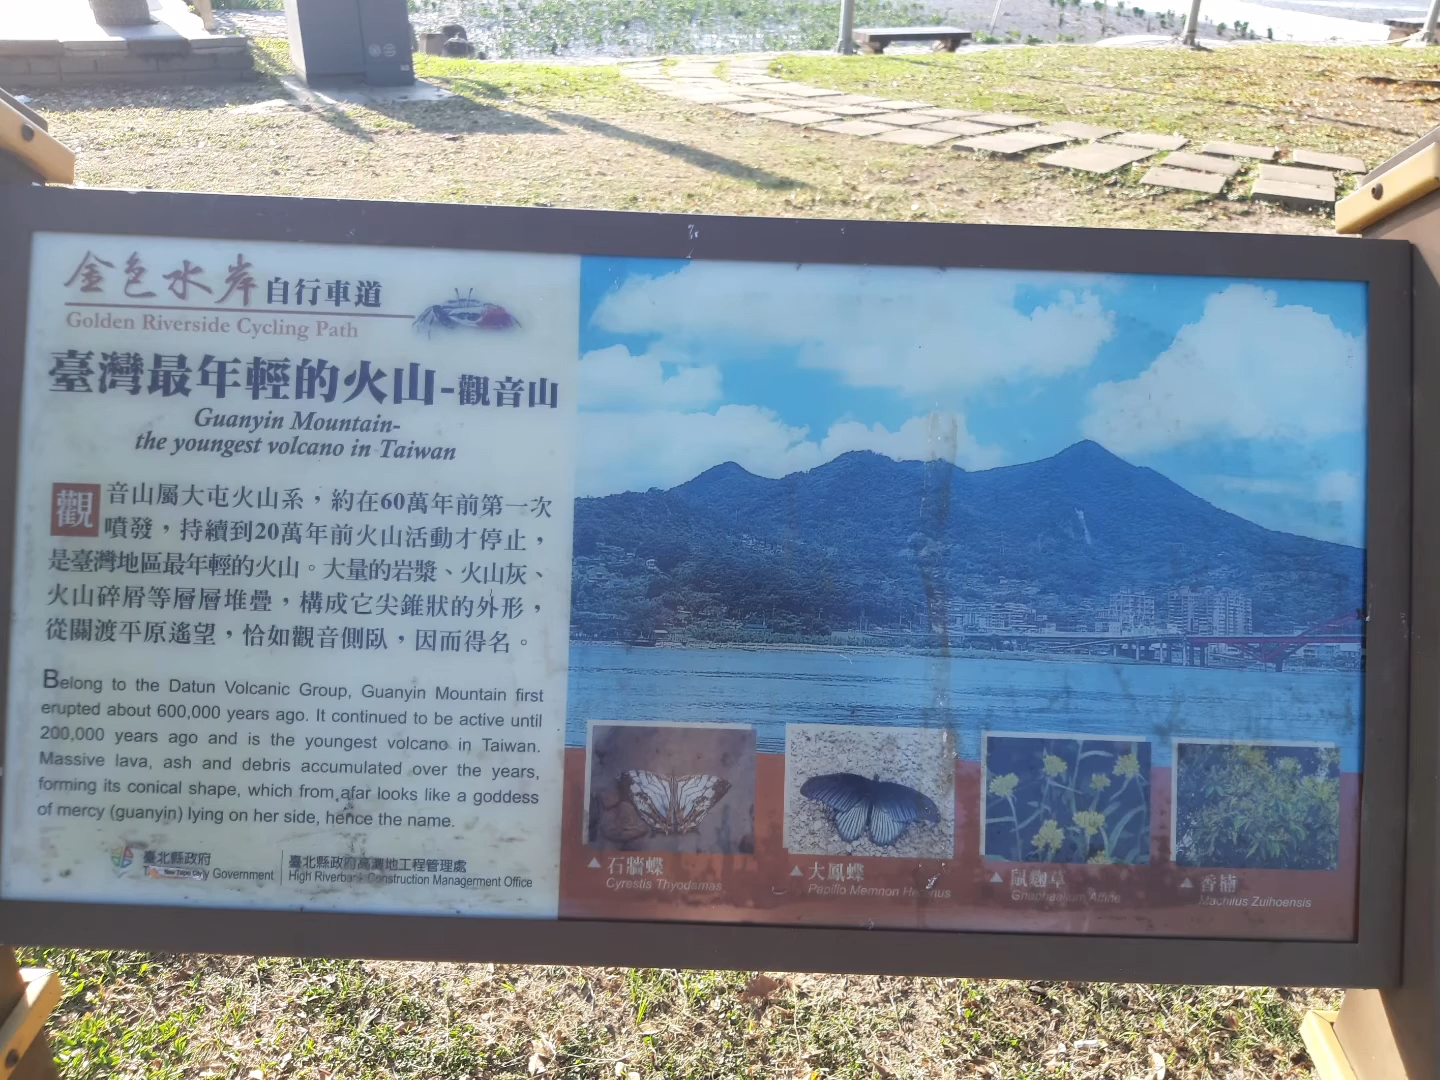 金色水岸自行車道
Golden Riverside Cycling Path
臺灣最年輕的火山-觀音山
Guanyin Mountain-
the youngest volcano in Taiwan
觀音山屬大屯火山系，約在60萬年前第一次
噴發，持續到20萬年前火山活動才停止，
是臺灣地區最年輕的火山。大量的岩漿、火山灰、
火山碎屑等層層堆疊，構成它尖錐狀的外形，
從關渡平原遙望，恰如觀音側臥，因而得名。
Belong to the Datun Volcanic Group, Guanyin Mountain first
erupted about 600,000 years ago. It continued to be active until
200,000 years ago and is the youngest volcano in Taiwan.
Massive lava, ash and debris accumulated over the years,
forming its conical shape, which from afar looks like a goddess
of mercy (guanyin) lying on her side, hence the name.
臺北縣政府
New Taipei City Government
臺北縣政府高灘地工程管理處
High Riverbank Construction Management Office
▲石牆蝶
Cyrestis Thyodamas
▲大鳳蝶
Papilio Memnon
▲鼠麴草
Gnaphalium Affine
▲香楠
Machilus Zuihoensis